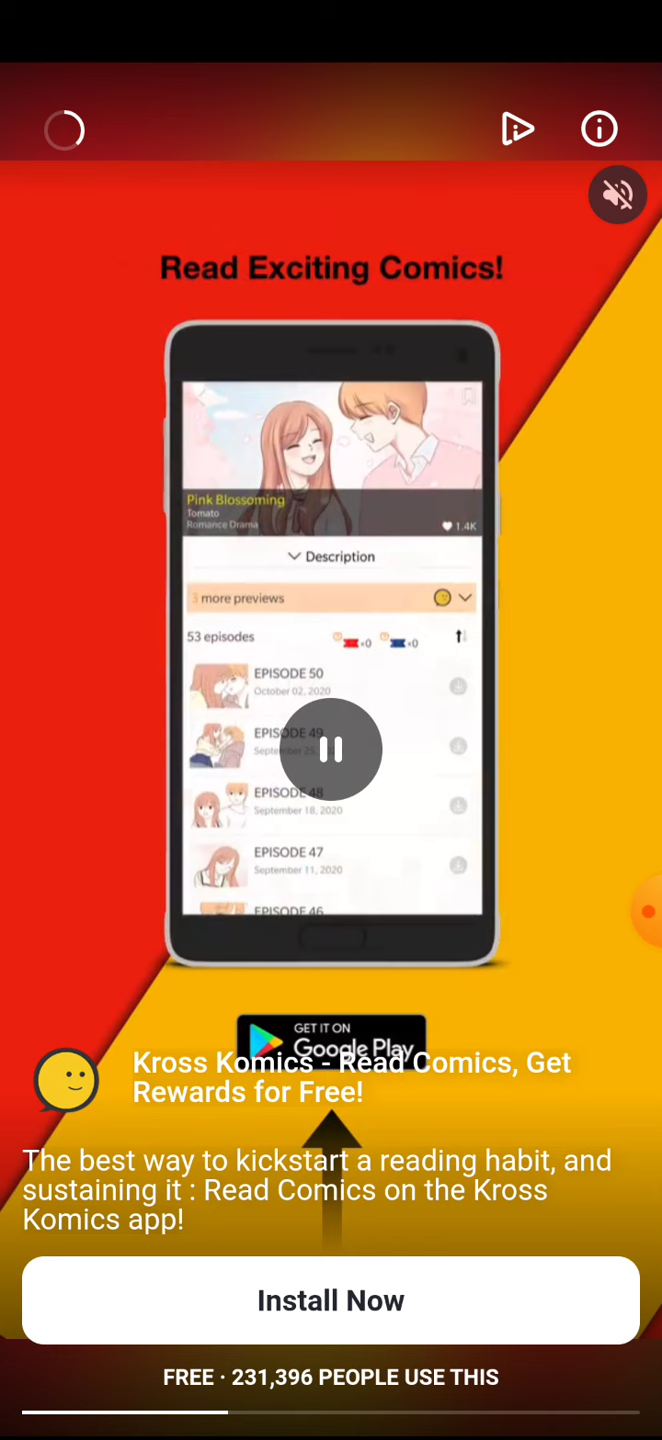 Read Exciting Comics!
Pink Blossoming
Tomato
Romance Drama
1.4K
Description
3 more previews
53 episodes
×0
×0
EPISODE 50
October 02, 2020
EPISODE 49
EPISODE 48
September 18, 2020
EPISODE 47
September 11, 2020
EPISODE 46
GET IT ON
Google Play
Kross Komics - Read Comics, Get
Rewards for Free!
The best way to kickstart a reading habit, and
sustaining it : Read Comics on the Kross
Komics app!
Install Now
FREE · 231,396 PEOPLE USE THIS